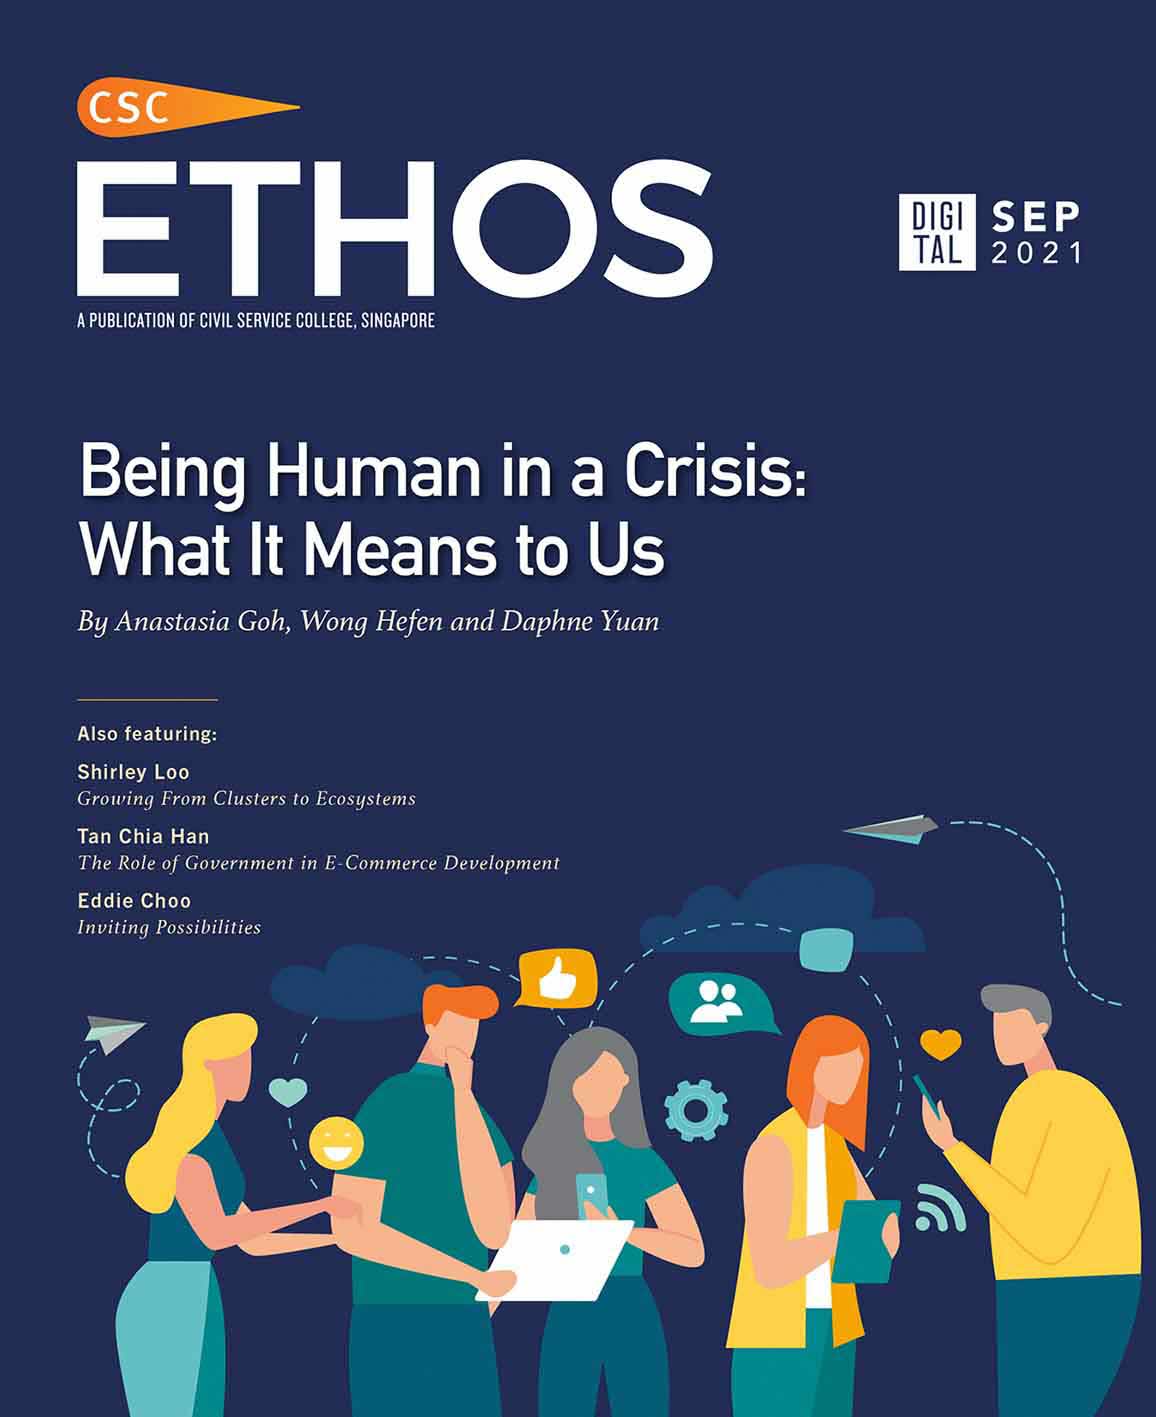 CSC
ETHOS
A PUBLICATION OF CIVIL SERVICE COLLEGE, SINGAPORE
DIGI
TAL
SEP
2021
Being Human in a Crisis:
What It Means to Us
By Anastasia Goh, Wong Hefen and Daphne Yuan
Also featuring:
Shirley Loo
Growing From Clusters to Ecosystems
Tan Chia Han
The Role of Government in E-Commerce Development
Eddie Choo
Inviting Possibilities